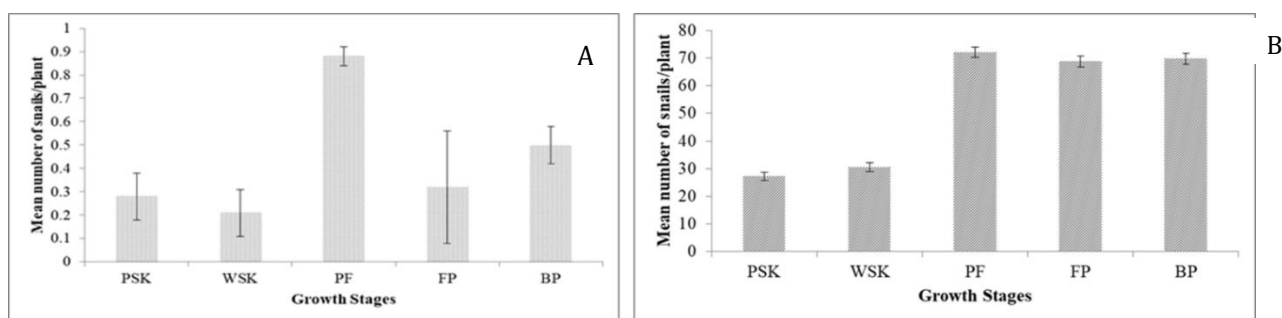 A
Mean number of snails/plant
1
0.9
0.8
0.7
0.6
0.5
0.4
0.3
0.2
0.1
0
PSK WSK PF FP BP
Growth Stages
B
Mean number of snails/plant
80
70
60
50
40
30
20
10
0
PSK WSK PF FP BP
Growth Stages